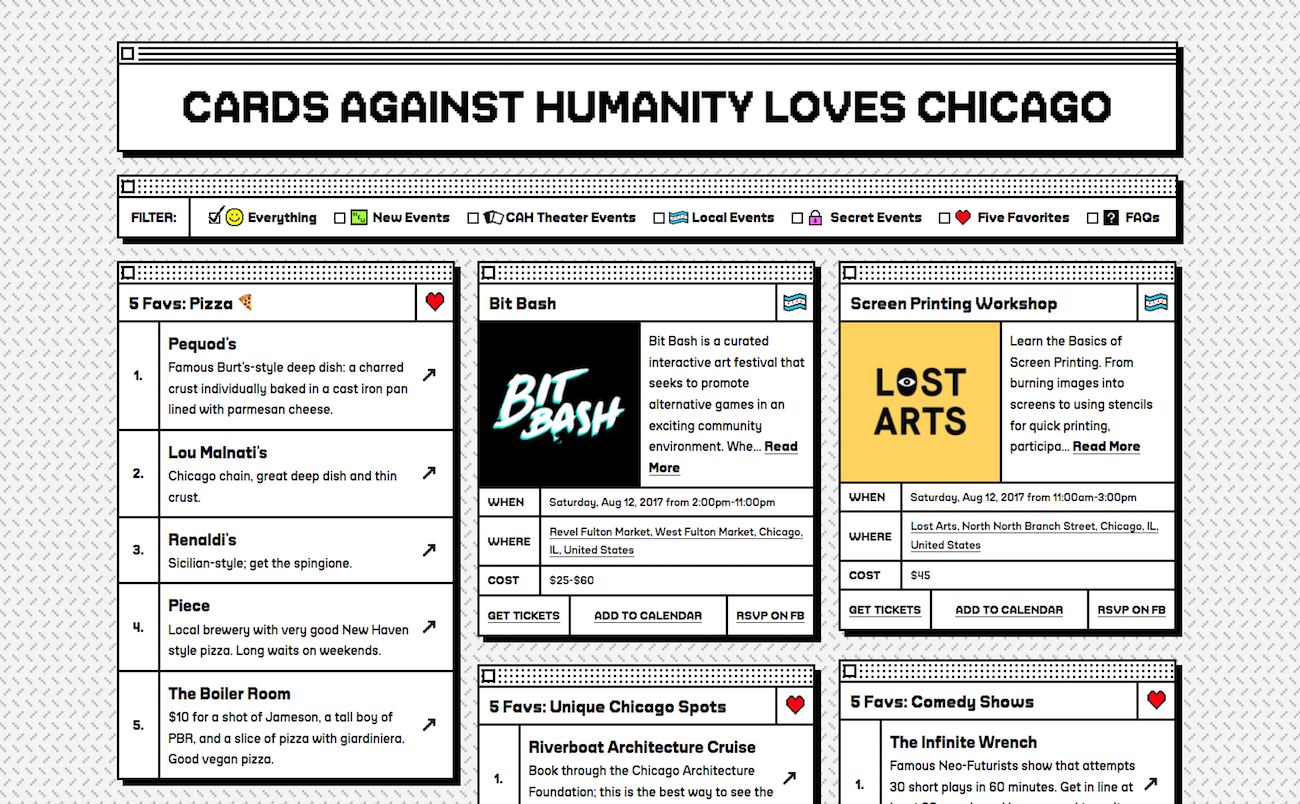 CARDS AGAINST HUMANITY LOVES CHICAGO
FILTER: Everything New Events CAH Theater Events Local Events Secret Events Five Favorites FAQs
5 Favs: Pizza
1. Pequod's
Famous Burt's-style deep dish: a charred
crust individually baked in a cast iron pan
lined with parmesan cheese.
2. Lou Malnati's
Chicago chain, great deep dish and thin
crust.
3. Renaldi's
Sicilian-style; get the spingione.
4. Piece
Local brewery with very good New Haven
style pizza. Long waits on weekends.
5. The Boiler Room
$10 for a shot of Jameson, a tall boy of
PBR, and a slice of pizza with giardiniera.
Good vegan pizza.
Bit Bash
BIT
BASH
Bit Bash is a curated
interactive art festival that
seeks to promote
alternative games in an
exciting community
environment. Whe... Read
More
WHEN Saturday, Aug 12, 2017 from 2:00pm-11:00pm
WHERE Revel Fulton Market, West Fulton Market, Chicago,
IL, United States
COST $25-$60
GET TICKETS ADD TO CALENDAR RSVP ON FB
5 Favs: Unique Chicago Spots
1. Riverboat Architecture Cruise
Book through the Chicago Architecture
Foundation; this is the best way to see the
Screen Printing Workshop
LOST
ARTS
Learn the Basics of
Screen Printing. From
burning images into
screens to using stencils
for quick printing,
participa... Read More
WHEN Saturday, Aug 12, 2017 from 11:00am-3:00pm
WHERE Lost Arts, North North Branch Street, Chicago, IL,
United States
COST $45
GET TICKETS ADD TO CALENDAR RSVP ON FB
5 Favs: Comedy Shows
1. The Infinite Wrench
Famous Neo-Futurists show that attempts
30 short plays in 60 minutes. Get in line at